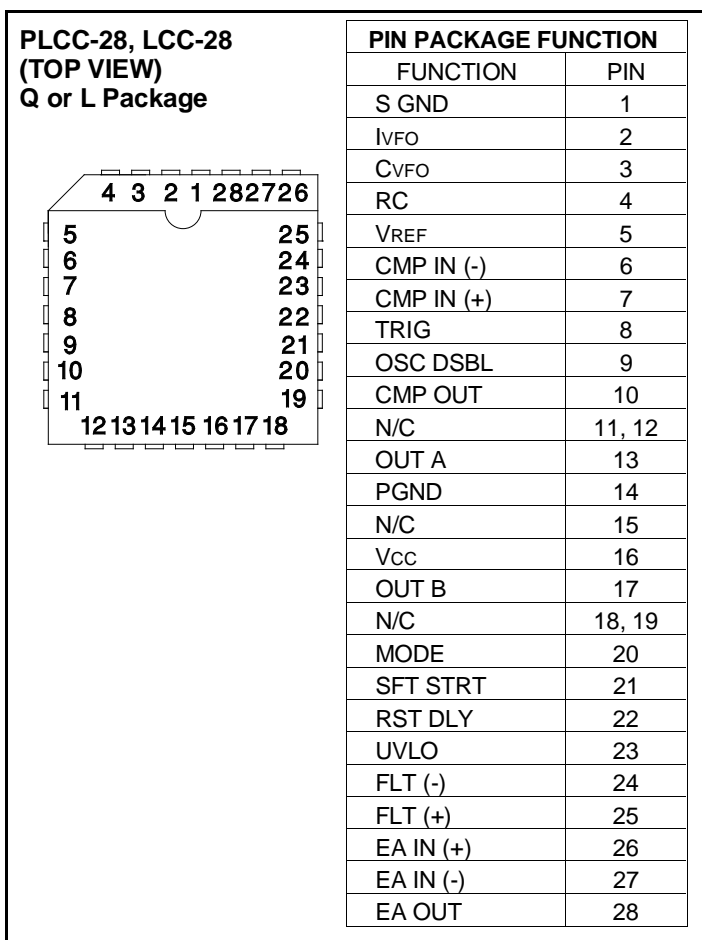 PLCC-28, LCC-28
(TOP VIEW)
Q or L Package
4 3 2 1 28 27 26
5 25
6 24
7 23
8 22
9 21
10 20
11 19
12 13 14 15 16 17 18
PIN PACKAGE FUNCTION
FUNCTION PIN
S GND 1
IVFO 2
CVFO 3
RC 4
VREF 5
CMP IN (-) 6
CMP IN (+) 7
TRIG 8
OSC DSBL 9
CMP OUT 10
N/C 11, 12
OUT A 13
PGND 14
N/C 15
VCC 16
OUT B 17
N/C 18, 19
MODE 20
SFT STRT 21
RST DLY 22
UVLO 23
FLT (-) 24
FLT (+) 25
EA IN (+) 26
EA IN (-) 27
EA OUT 28